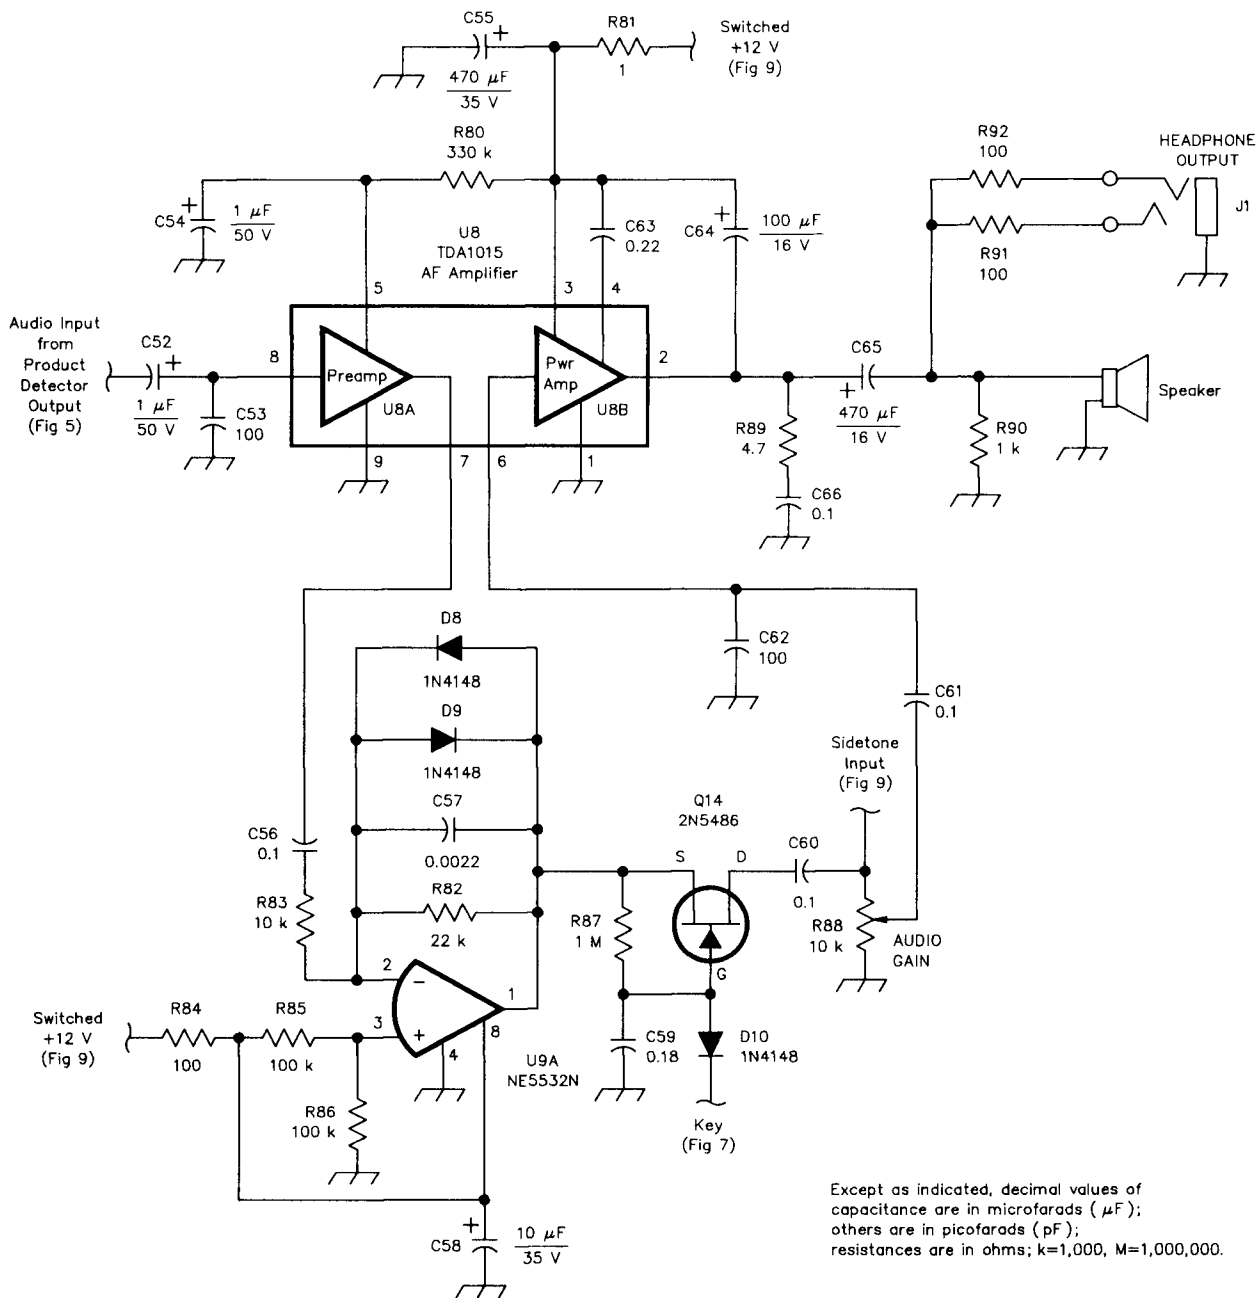 C55
+
470 µF
35 V
R81
1
Switched
+12 V
(Fig 9)
R80
330 k
+
C54
1 µF
50 V
U8
TDA1015
AF Amplifier
C63
0.22
+
C64
100 µF
16 V
R92
100
R91
100
HEADPHONE
OUTPUT
J1
5
3
4
Audio Input
from
Product
Detector
Output
(Fig 5)
C52
+
1 µF
50 V
8
C53
100
Preamp
U8A
Pwr
Amp
U8B
2
9
7
6
1
C65
+
470 µF
16 V
R89
4.7
C66
0.1
R90
1 k
Speaker
D8
1N4148
D9
1N4148
C57
0.0022
R82
22 k
C56
0.1
R83
10 k
C62
100
C61
0.1
Sidetone
Input
(Fig 9)
Q14
2N5486
S
D
G
C60
0.1
R87
1 M
R88
10 k
AUDIO
GAIN
2
−
3
+
1
8
4
U9A
NE5532N
Switched
+12 V
(Fig 9)
R84
100
R85
100 k
R86
100 k
C59
0.18
D10
1N4148
Key
(Fig 7)
+
C58
10 µF
35 V
Except as indicated, decimal values of
capacitance are in microfarads ( µF );
others are in picofarads ( pF );
resistances are in ohms; k=1,000, M=1,000,000.